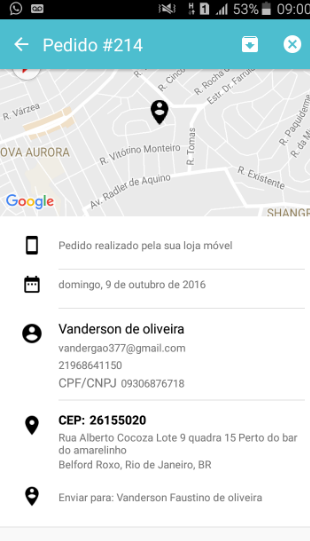 53% 09:00
Pedido #214
R. Várzea
R. Cinco
R. Rocha C
Estr. Dr. Farrula
OVA AURORA
R. Vitórino Monteiro
R. Tomas
R. Paquiderme
R. da M
Av. Radler de Aquino
R. Existente
Google
SHANGR
Pedido realizado pela sua loja móvel
domingo, 9 de outubro de 2016
Vanderson de oliveira
vandergao377@gmail.com
21968641150
CPF/CNPJ 09306876718
CEP: 26155020
Rua Alberto Cocoza Lote 9 quadra 15 Perto do bar
do amarelinho
Belford Roxo, Rio de Janeiro, BR
Enviar para: Vanderson Faustino de oliveira